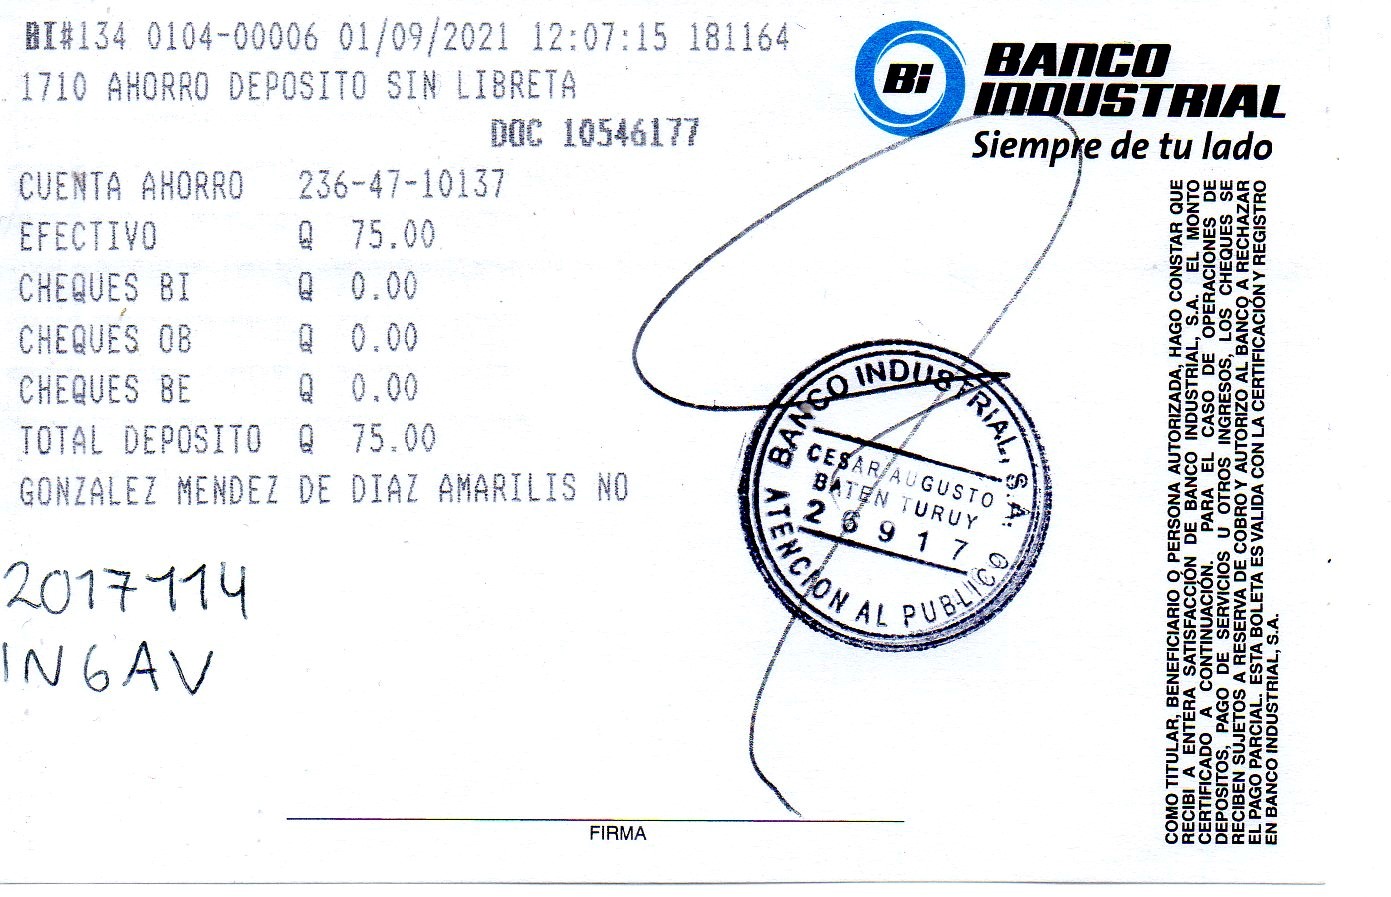 BI#134 0104-00006 01/09/2021 12:07:15 181164
1710 AHORRO DEPOSITO SIN LIBRETA
DOC 10546177
CUENTA AHORRO 236-47-10137
EFECTIVO Q 75.00
CHEQUES BI Q 0.00
CHEQUES OB Q 0.00
CHEQUES BE Q 0.00
TOTAL DEPOSITO Q 75.00
GONZALEZ MENDEZ DE DIAZ AMARILIS NO
2017114
INGAV
Bi
BANCO
INDUSTRIAL
Siempre de tu lado
BANCO INDUSTRIAL, S.A.
CESAR AUGUSTO
BATEN TURUY
26917
ATENCION AL PUBLICO
FIRMA
COMO TITULAR, BENEFICIARIO O PERSONA AUTORIZADA, HAGO CONSTAR QUE
RECIBI A ENTERA SATISFACCIÓN DE BANCO INDUSTRIAL, S.A. EL MONTO
CERTIFICADO A CONTINUACIÓN. PARA EL CASO DE OPERACIONES DE
DEPOSITOS, PAGO DE SERVICIOS U OTROS INGRESOS, LOS CHEQUES SE
RECIBEN SUJETOS A RESERVA DE COBRO Y AUTORIZO AL BANCO A RECHAZAR
EL PAGO PARCIAL. ESTA BOLETA ES VALIDA CON LA CERTIFICACIÓN Y REGISTRO
EN BANCO INDUSTRIAL, S.A.